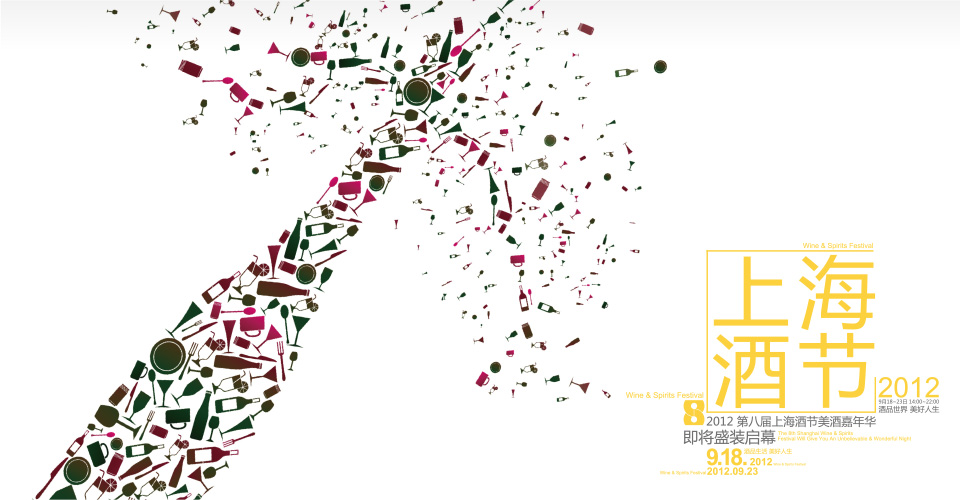 Wine & Spirits Festival
上海
酒节
2012
9月18~23日 14:00~22:00
酒品世界 美好人生
Wine & Spirits Festival
8
2012 第八届上海酒节美酒嘉年华
即将盛装启幕
The 8th Shanghai Wine & Spirits
Festival Will Give You An Unbelievable & Wonderful Night
9.18. 2012
酒品生活 美好人生
Wine & Spirits Festival
2012.09.23